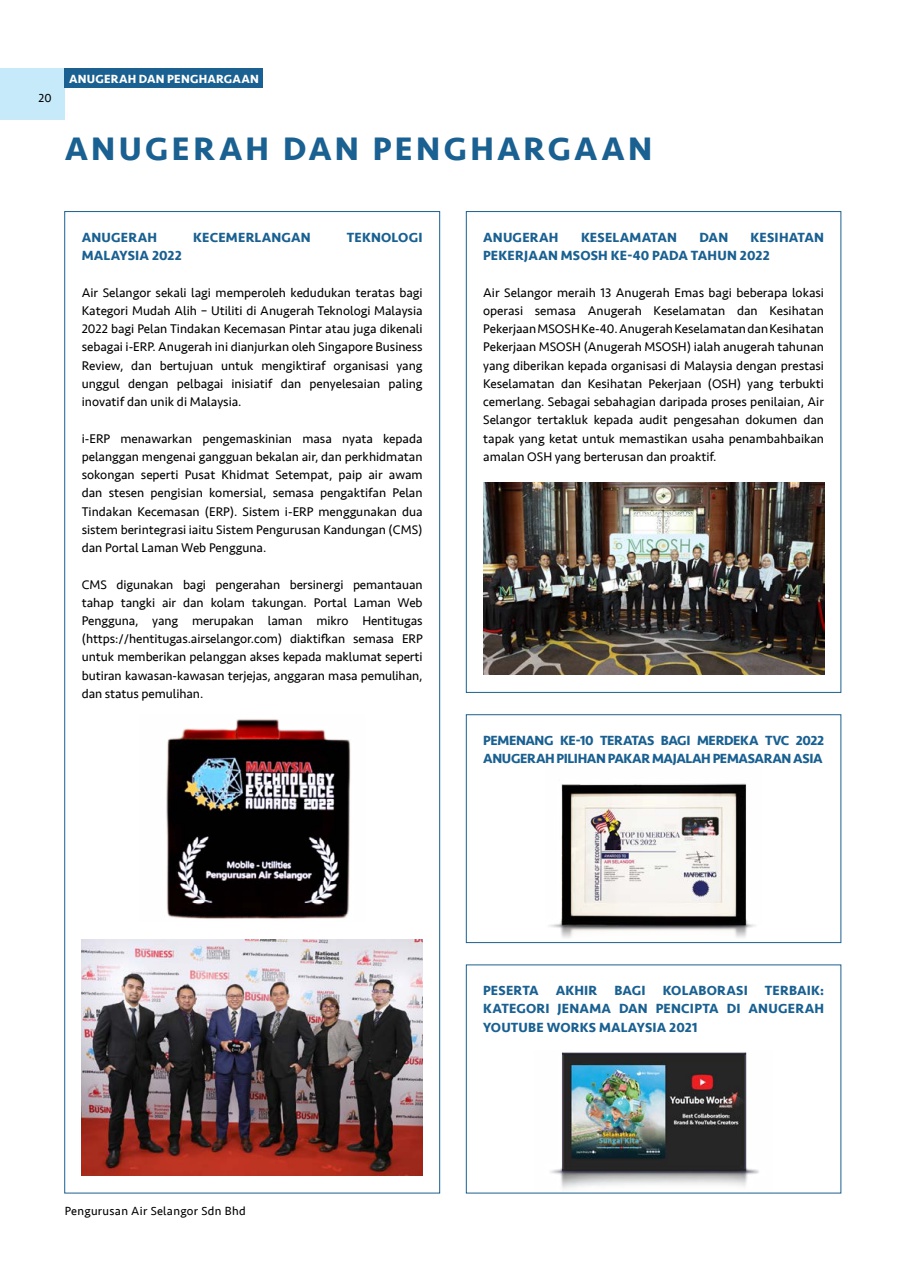 ANUGERAH DAN PENGHARGAAN
20
ANUGERAH DAN PENGHARGAAN
ANUGERAH KECEMERLANGAN TEKNOLOGI
MALAYSIA 2022
Air Selangor sekali lagi memperoleh kedudukan teratas bagi
Kategori Mudah Alih – Utiliti di Anugerah Teknologi Malaysia
2022 bagi Pelan Tindakan Kecemasan Pintar atau juga dikenali
sebagai i-ERP. Anugerah ini dianjurkan oleh Singapore Business
Review, dan bertujuan untuk mengiktiraf organisasi yang
unggul dengan pelbagai inisiatif dan penyelesaian paling
inovatif dan unik di Malaysia.
i-ERP menawarkan pengemaskinian masa nyata kepada
pelanggan mengenai gangguan bekalan air, dan perkhidmatan
sokongan seperti Pusat Khidmat Setempat, paip air awam
dan stesen pengisian komersial, semasa pengaktifan Pelan
Tindakan Kecemasan (ERP). Sistem i-ERP menggunakan dua
sistem berintegrasi iaitu Sistem Pengurusan Kandungan (CMS)
dan Portal Laman Web Pengguna.
CMS digunakan bagi pengerahan bersinergi pemantauan
tahap tangki air dan kolam takungan. Portal Laman Web
Pengguna, yang merupakan laman mikro Hentitugas
(https://hentitugas.airselangor.com) diaktifkan semasa ERP
untuk memberikan pelanggan akses kepada maklumat seperti
butiran kawasan-kawasan terjejas, anggaran masa pemulihan,
dan status pemulihan.
MALAYSIA
TECHNOLOGY
EXCELLENCE
AWARDS 2022
Mobile - Utilities
Pengurusan Air Selangor
ANUGERAH KESELAMATAN DAN KESIHATAN
PEKERJAAN MSOSH KE-40 PADA TAHUN 2022
Air Selangor meraih 13 Anugerah Emas bagi beberapa lokasi
operasi semasa Anugerah Keselamatan dan Kesihatan
Pekerjaan MSOSH Ke-40. Anugerah Keselamatan dan Kesihatan
Pekerjaan MSOSH (Anugerah MSOSH) ialah anugerah tahunan
yang diberikan kepada organisasi di Malaysia dengan prestasi
Keselamatan dan Kesihatan Pekerjaan (OSH) yang terbukti
cemerlang. Sebagai sebahagian daripada proses penilaian, Air
Selangor tertakluk kepada audit pengesahan dokumen dan
tapak yang ketat untuk memastikan usaha penambahbaikan
amalan OSH yang berterusan dan proaktif.
MSOSH
PEMENANG KE-10 TERATAS BAGI MERDEKA TVC 2022
ANUGERAH PILIHAN PAKAR MAJALAH PEMASARAN ASIA
CERTIFICATE OF RECOGNITION
TOP 10 MERDEKA
TVCS 2022
AWARDED TO
AIR SELANGOR
MARKETING
PESERTA AKHIR BAGI KOLABORASI TERBAIK:
KATEGORI JENAMA DAN PENCIPTA DI ANUGERAH
YOUTUBE WORKS MALAYSIA 2021
Selamatkan
Sungai Kita
YouTube Works
Best Collaboration:
Brand & YouTube Creators
Pengurusan Air Selangor Sdn Bhd